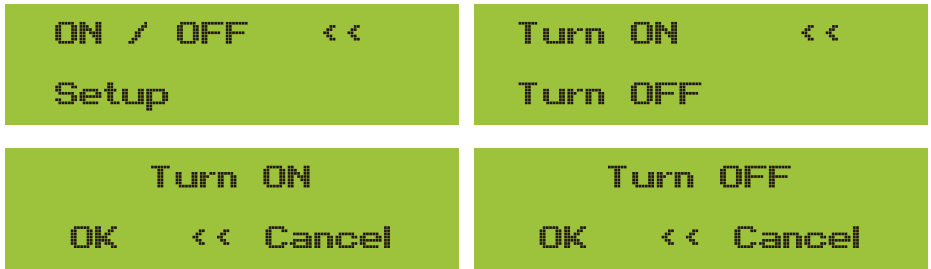 ON / OFF <<
Setup
Turn ON <<
Turn OFF
Turn ON
OK << Cancel
Turn OFF
OK << Cancel